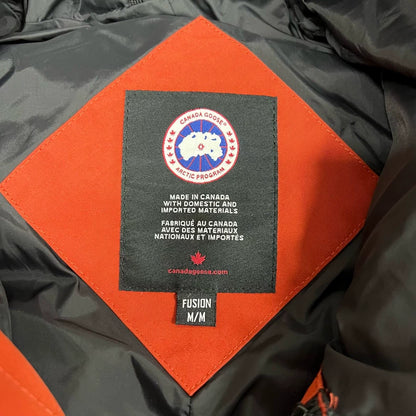 CANADA GOOSE
ARCTIC PROGRAM
MADE IN CANADA
WITH DOMESTIC AND
IMPORTED MATERIALS
FABRIQUÉ AU CANADA
AVEC DES MATERIAUX
NATIONAUX ET IMPORTÉS
canadagoose.com
FUSION
M/M